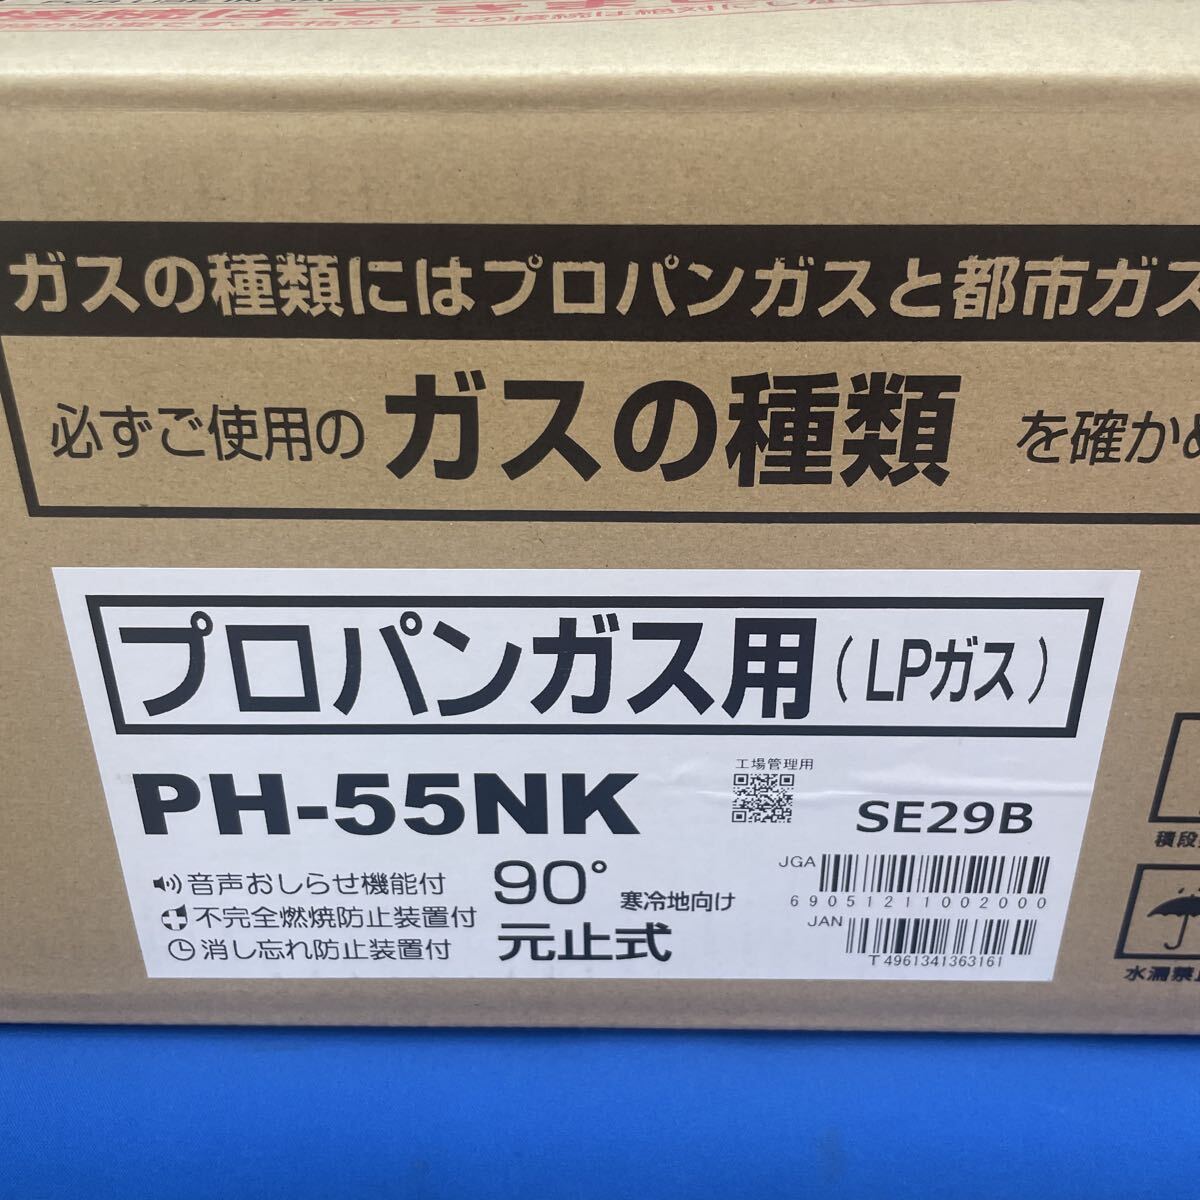 ガスの種類にはプロパンガスと都市ガス
必ずご使用の ガスの種類 を確かめ
プロパンガス用(LPガス)
PH-55NK
工場管理用
SE29B
音声おしらせ機能付
不完全燃焼防止装置付
消し忘れ防止装置付
90°
寒冷地向け
元止式
JGA
69051211002000
JAN
T4961341363161
積段
水濡禁止